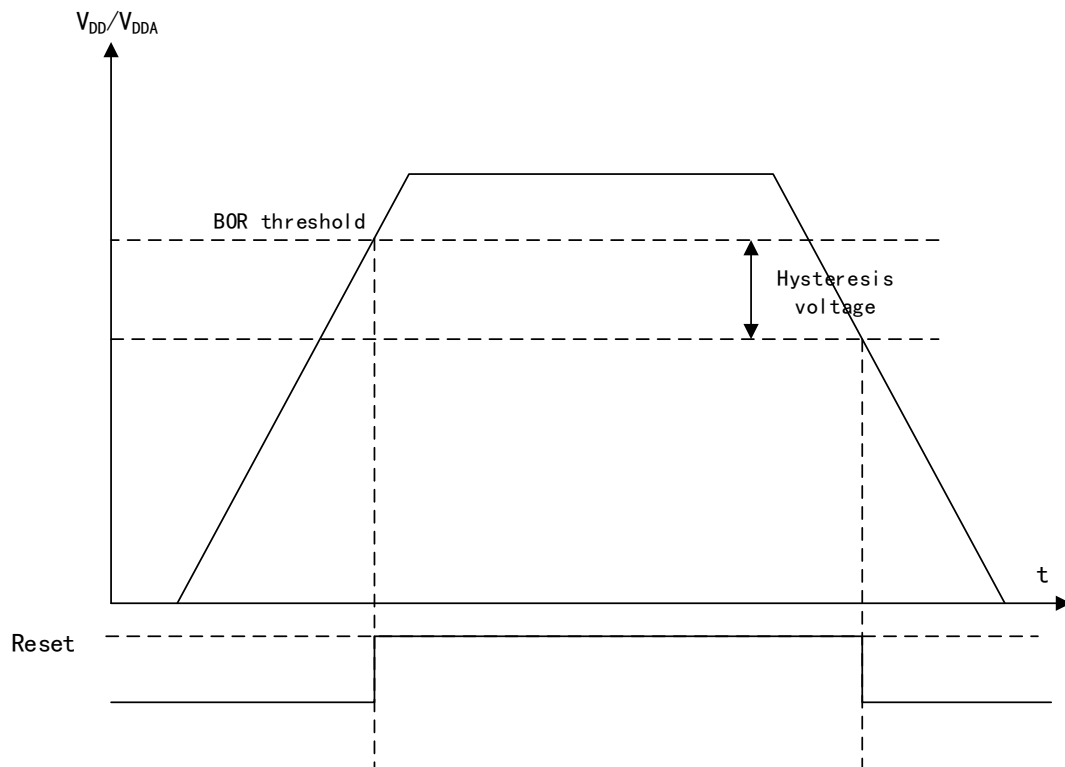 VDD/VDDA
BOR threshold
Hysteresis
voltage
t
Reset